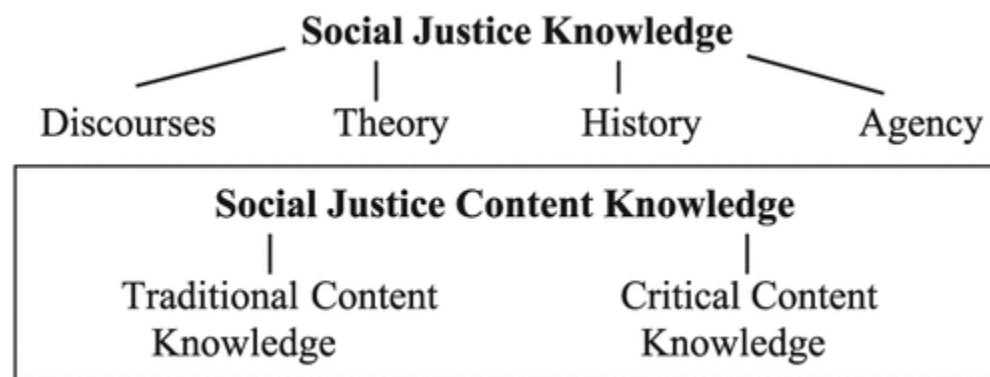 Social Justice Knowledge
Discourses Theory History Agency
Social Justice Content Knowledge
Traditional Content Critical Content
Knowledge Knowledge